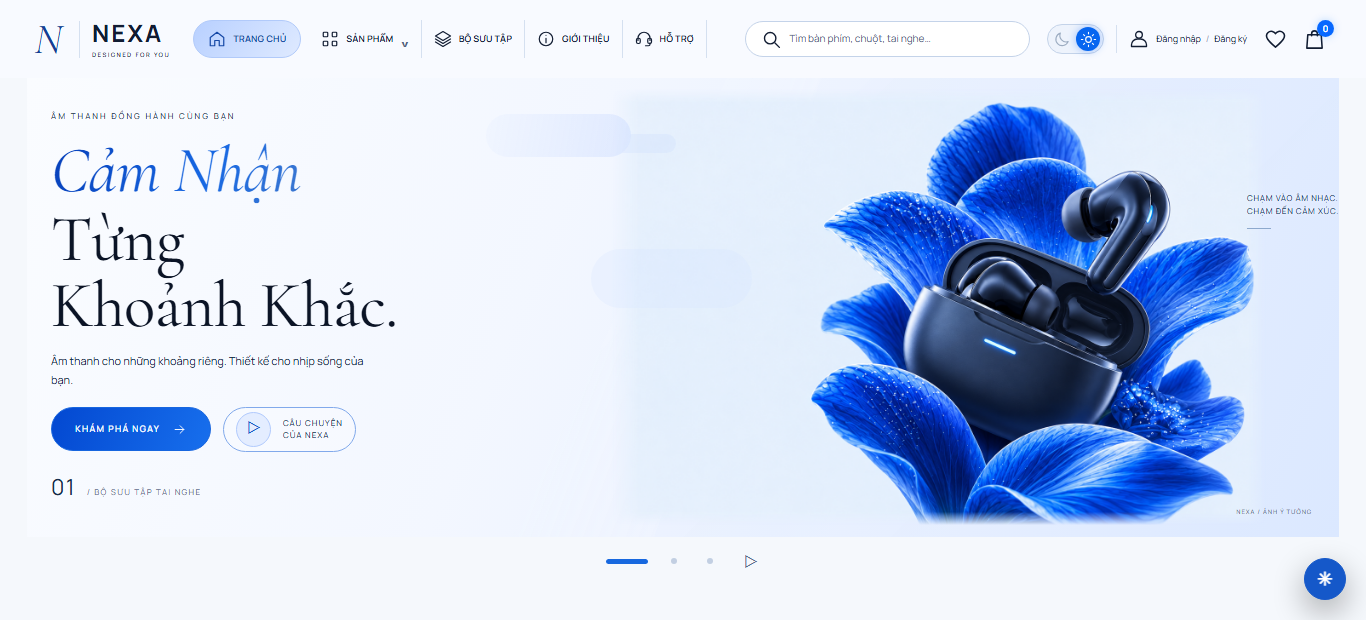 N
NEXA
DESIGNED FOR YOU
TRANG CHỦ
SẢN PHẨM
BỘ SƯU TẬP
GIỚI THIỆU
HỖ TRỢ
Tìm bàn phím, chuột, tai nghe...
Đăng nhập / Đăng ký
0
ÂM THANH ĐỒNG HÀNH CÙNG BẠN
Cảm Nhận
Từng
Khoảnh Khắc.
Âm thanh cho những khoảng riêng. Thiết kế cho nhịp sống của
bạn.
KHÁM PHÁ NGAY
CÂU CHUYỆN
CỦA NEXA
01 / BỘ SƯU TẬP TAI NGHE
CHẠM VÀO ÂM NHẠC.
CHẠM ĐẾN CẢM XÚC.
NEXA / ẢNH Ý TƯỞNG